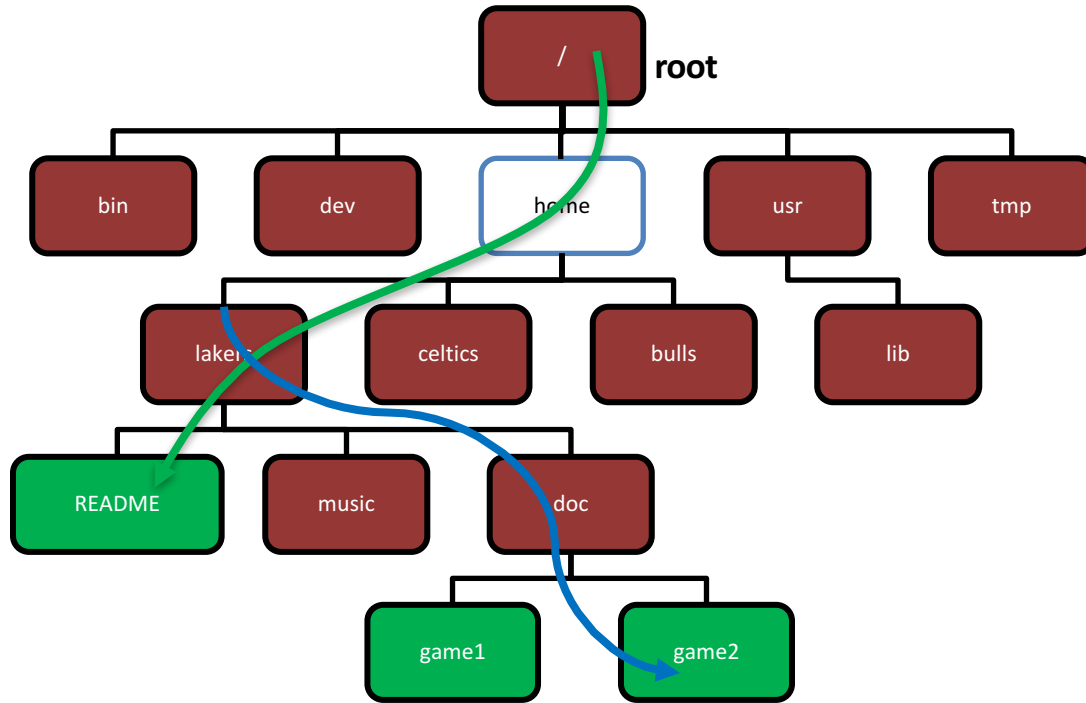 /
root
bin
dev
home
usr
tmp
lakers
celtics
bulls
lib
README
music
doc
game1
game2